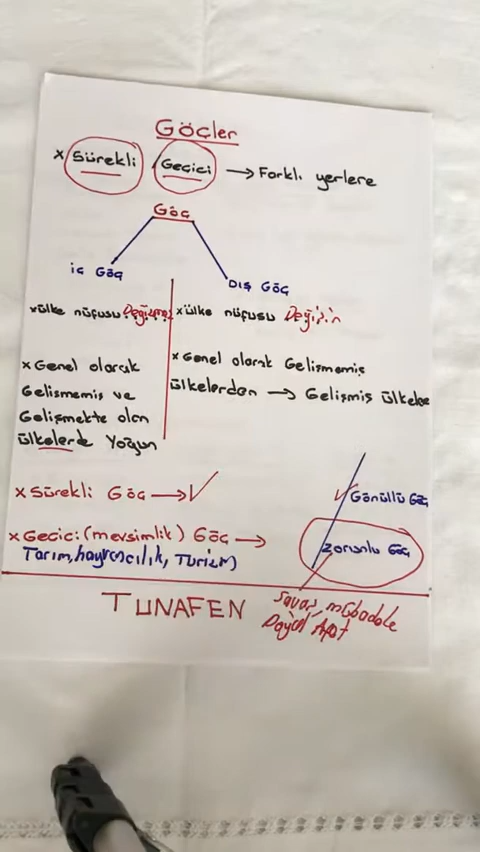 Göçler
x Sürekli Geçici → Farklı yerlere
Göç
iç Göç
Dış Göç
x ülke nüfusu Değişmez
x ülke nüfusu Değişir
x Genel olarak
Gelişmemiş ve
Gelişmekte olan
ülkelerde Yoğun
x Genel olarak Gelişmemiş
ülkelerden → Gelişmiş ülkelere
x Sürekli Göç → ✓
x Gecici (mevsimlik) Göç →
Tarım, hayvancılık, Turizm
✓ Gönüllü Göç
zorunlu Göç
Savaş, mübadele
Doğal Afet
TUNAFEN